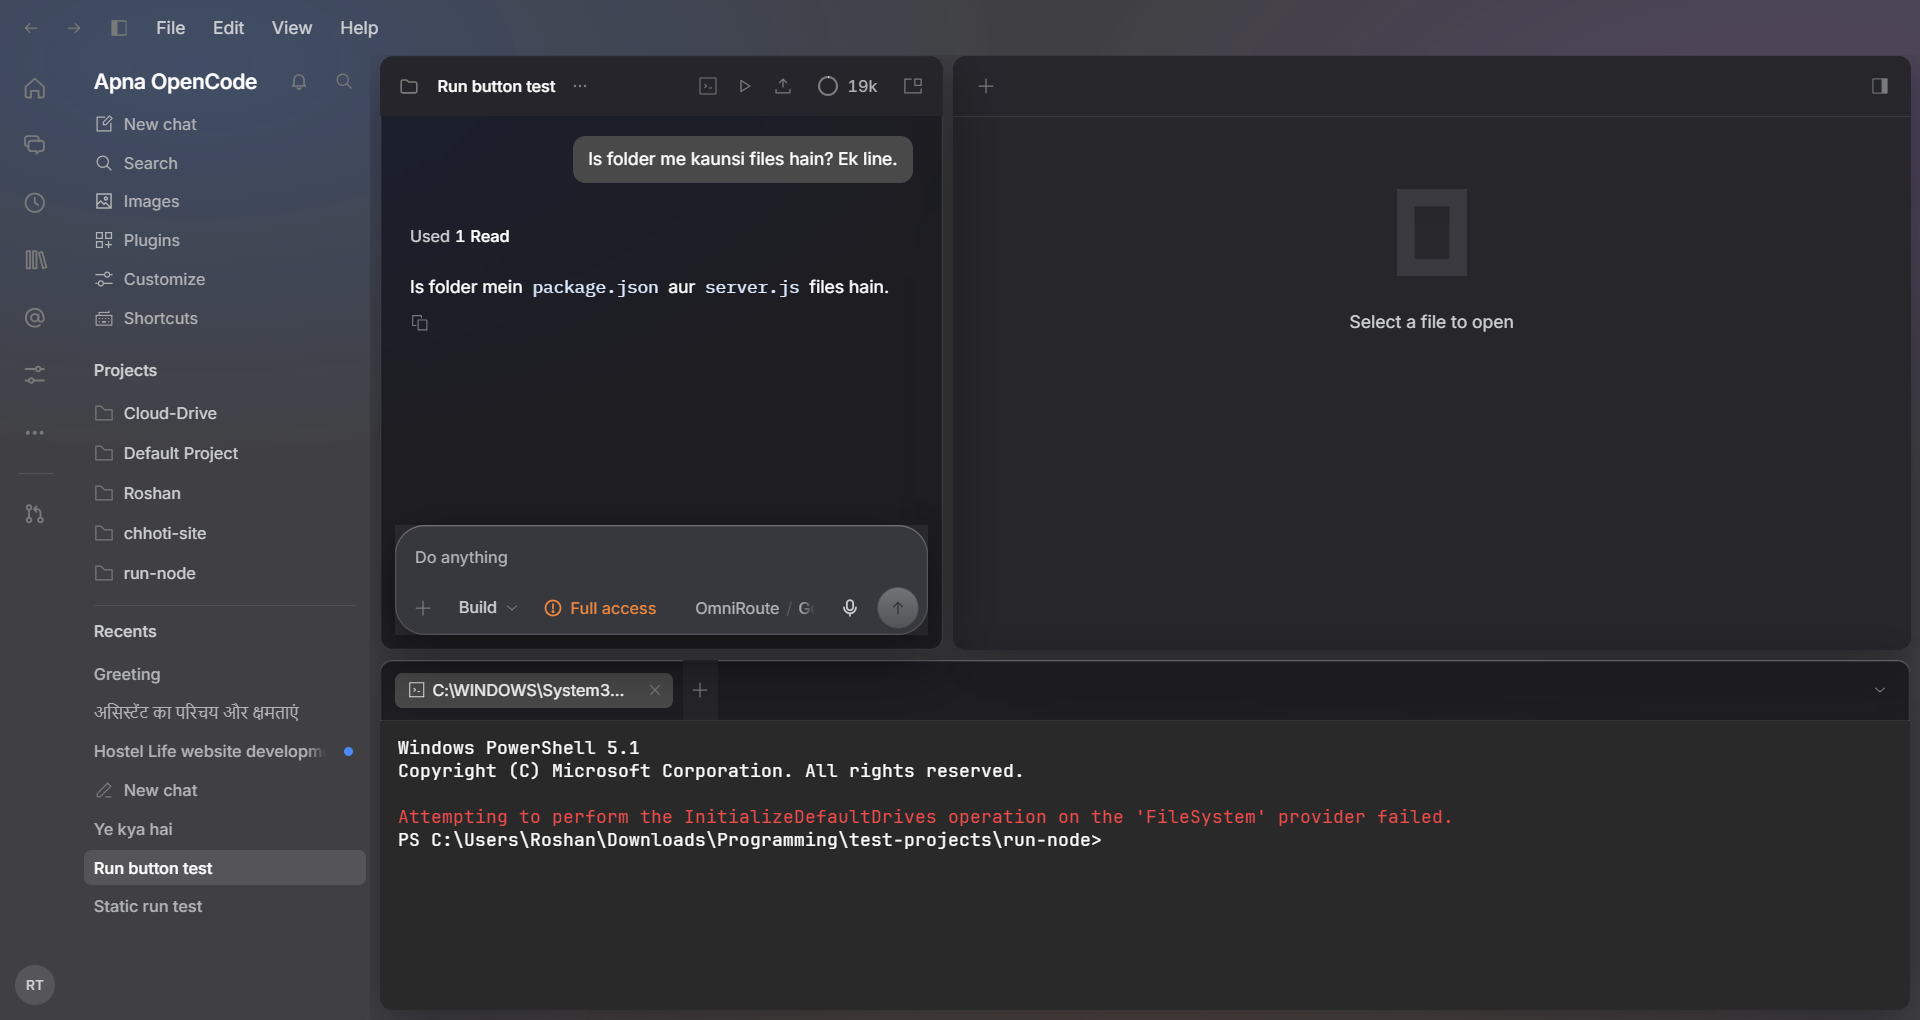 File Edit View Help
Apna OpenCode
New chat
Search
Images
Plugins
Customize
Shortcuts
Projects
Cloud-Drive
Default Project
Roshan
chhoti-site
run-node
Recents
Greeting
असिस्टेंट का परिचय और क्षमताएं
Hostel Life website developm
New chat
Ye kya hai
Run button test
Static run test
RT
Run button test ... 19k
Is folder me kaunsi files hain? Ek line.
Used 1 Read
Is folder mein package.json aur server.js files hain.
Do anything
Build Full access OmniRoute /
Select a file to open
C:\WINDOWS\System3...
Windows PowerShell 5.1
Copyright (C) Microsoft Corporation. All rights reserved.
Attempting to perform the InitializeDefaultDrives operation on the 'FileSystem' provider failed.
PS C:\Users\Roshan\Downloads\Programming\test-projects\run-node>